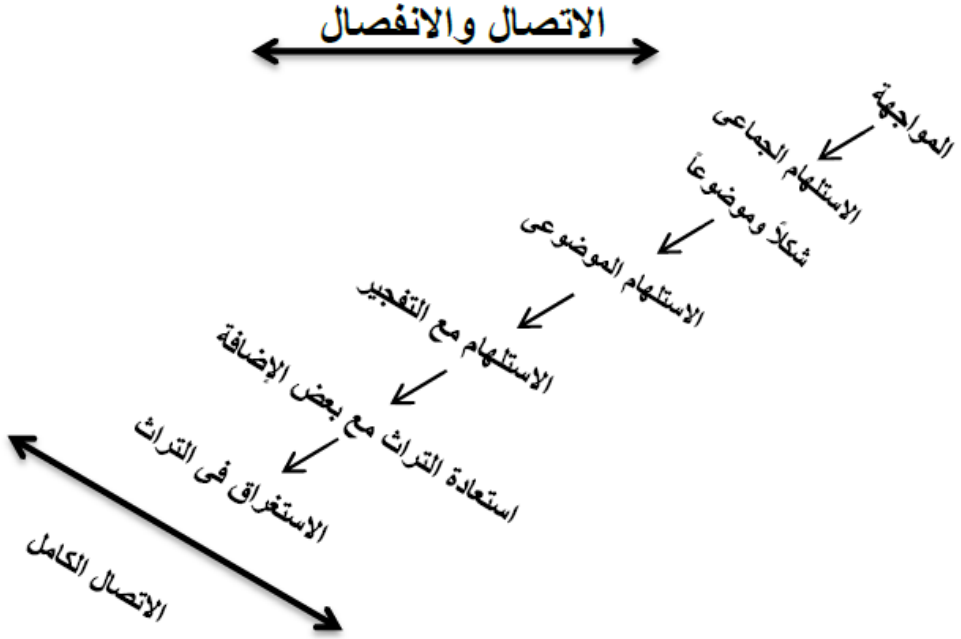 الاتصال والانفصال
المواجهة
الاستلهام الجماعى
شكلاً وموضوعاً
الاستلهام الموضوعى
الاستلهام مع التفجير
استعادة التراث مع بعض الإضافة
الاستغراق فى التراث
الاتصال الكامل